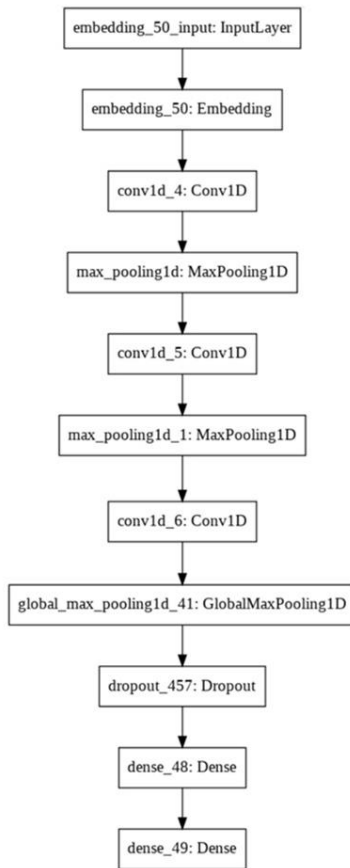 embedding_50_input: InputLayer
embedding_50: Embedding
conv1d_4: Conv1D
max_pooling1d: MaxPooling1D
conv1d_5: Conv1D
max_pooling1d_1: MaxPooling1D
conv1d_6: Conv1D
global_max_pooling1d_41: GlobalMaxPooling1D
dropout_457: Dropout
dense_48: Dense
dense_49: Dense